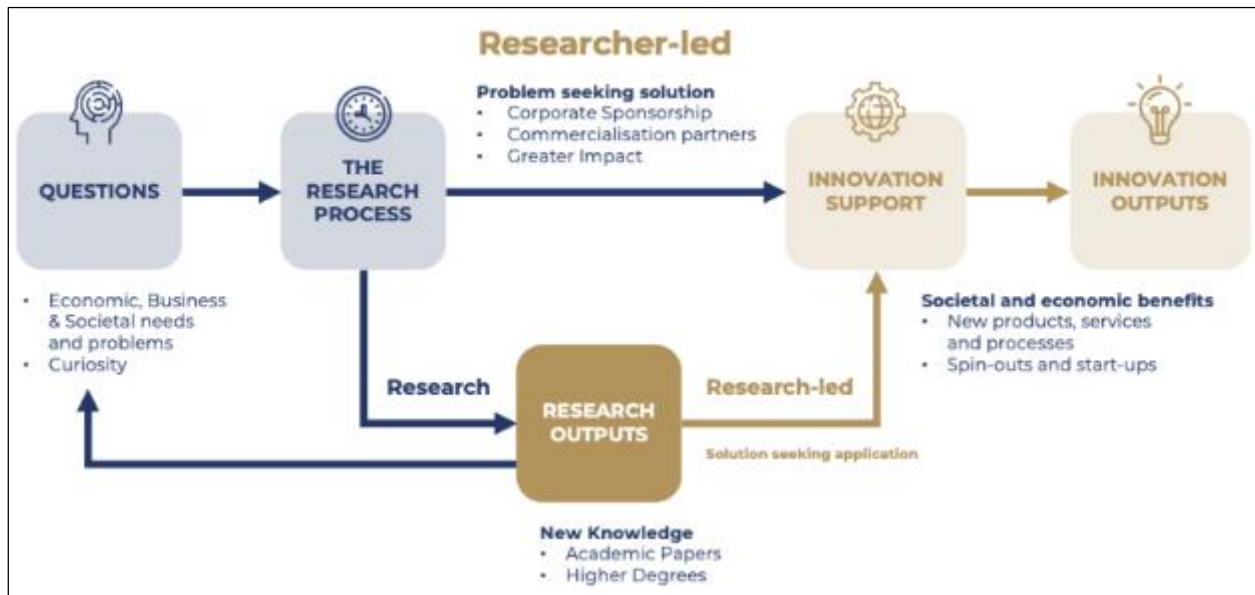 Researcher-led
Problem seeking solution
• Corporate Sponsorship
• Commercialisation partners
• Greater Impact
QUESTIONS
THE
RESEARCH
PROCESS
INNOVATION
SUPPORT
INNOVATION
OUTPUTS
• Economic, Business
& Societal needs
and problems
• Curiosity
Societal and economic benefits
• New products, services
and processes
• Spin-outs and start-ups
Research
RESEARCH
OUTPUTS
Research-led
Solution seeking application
New Knowledge
• Academic Papers
• Higher Degrees